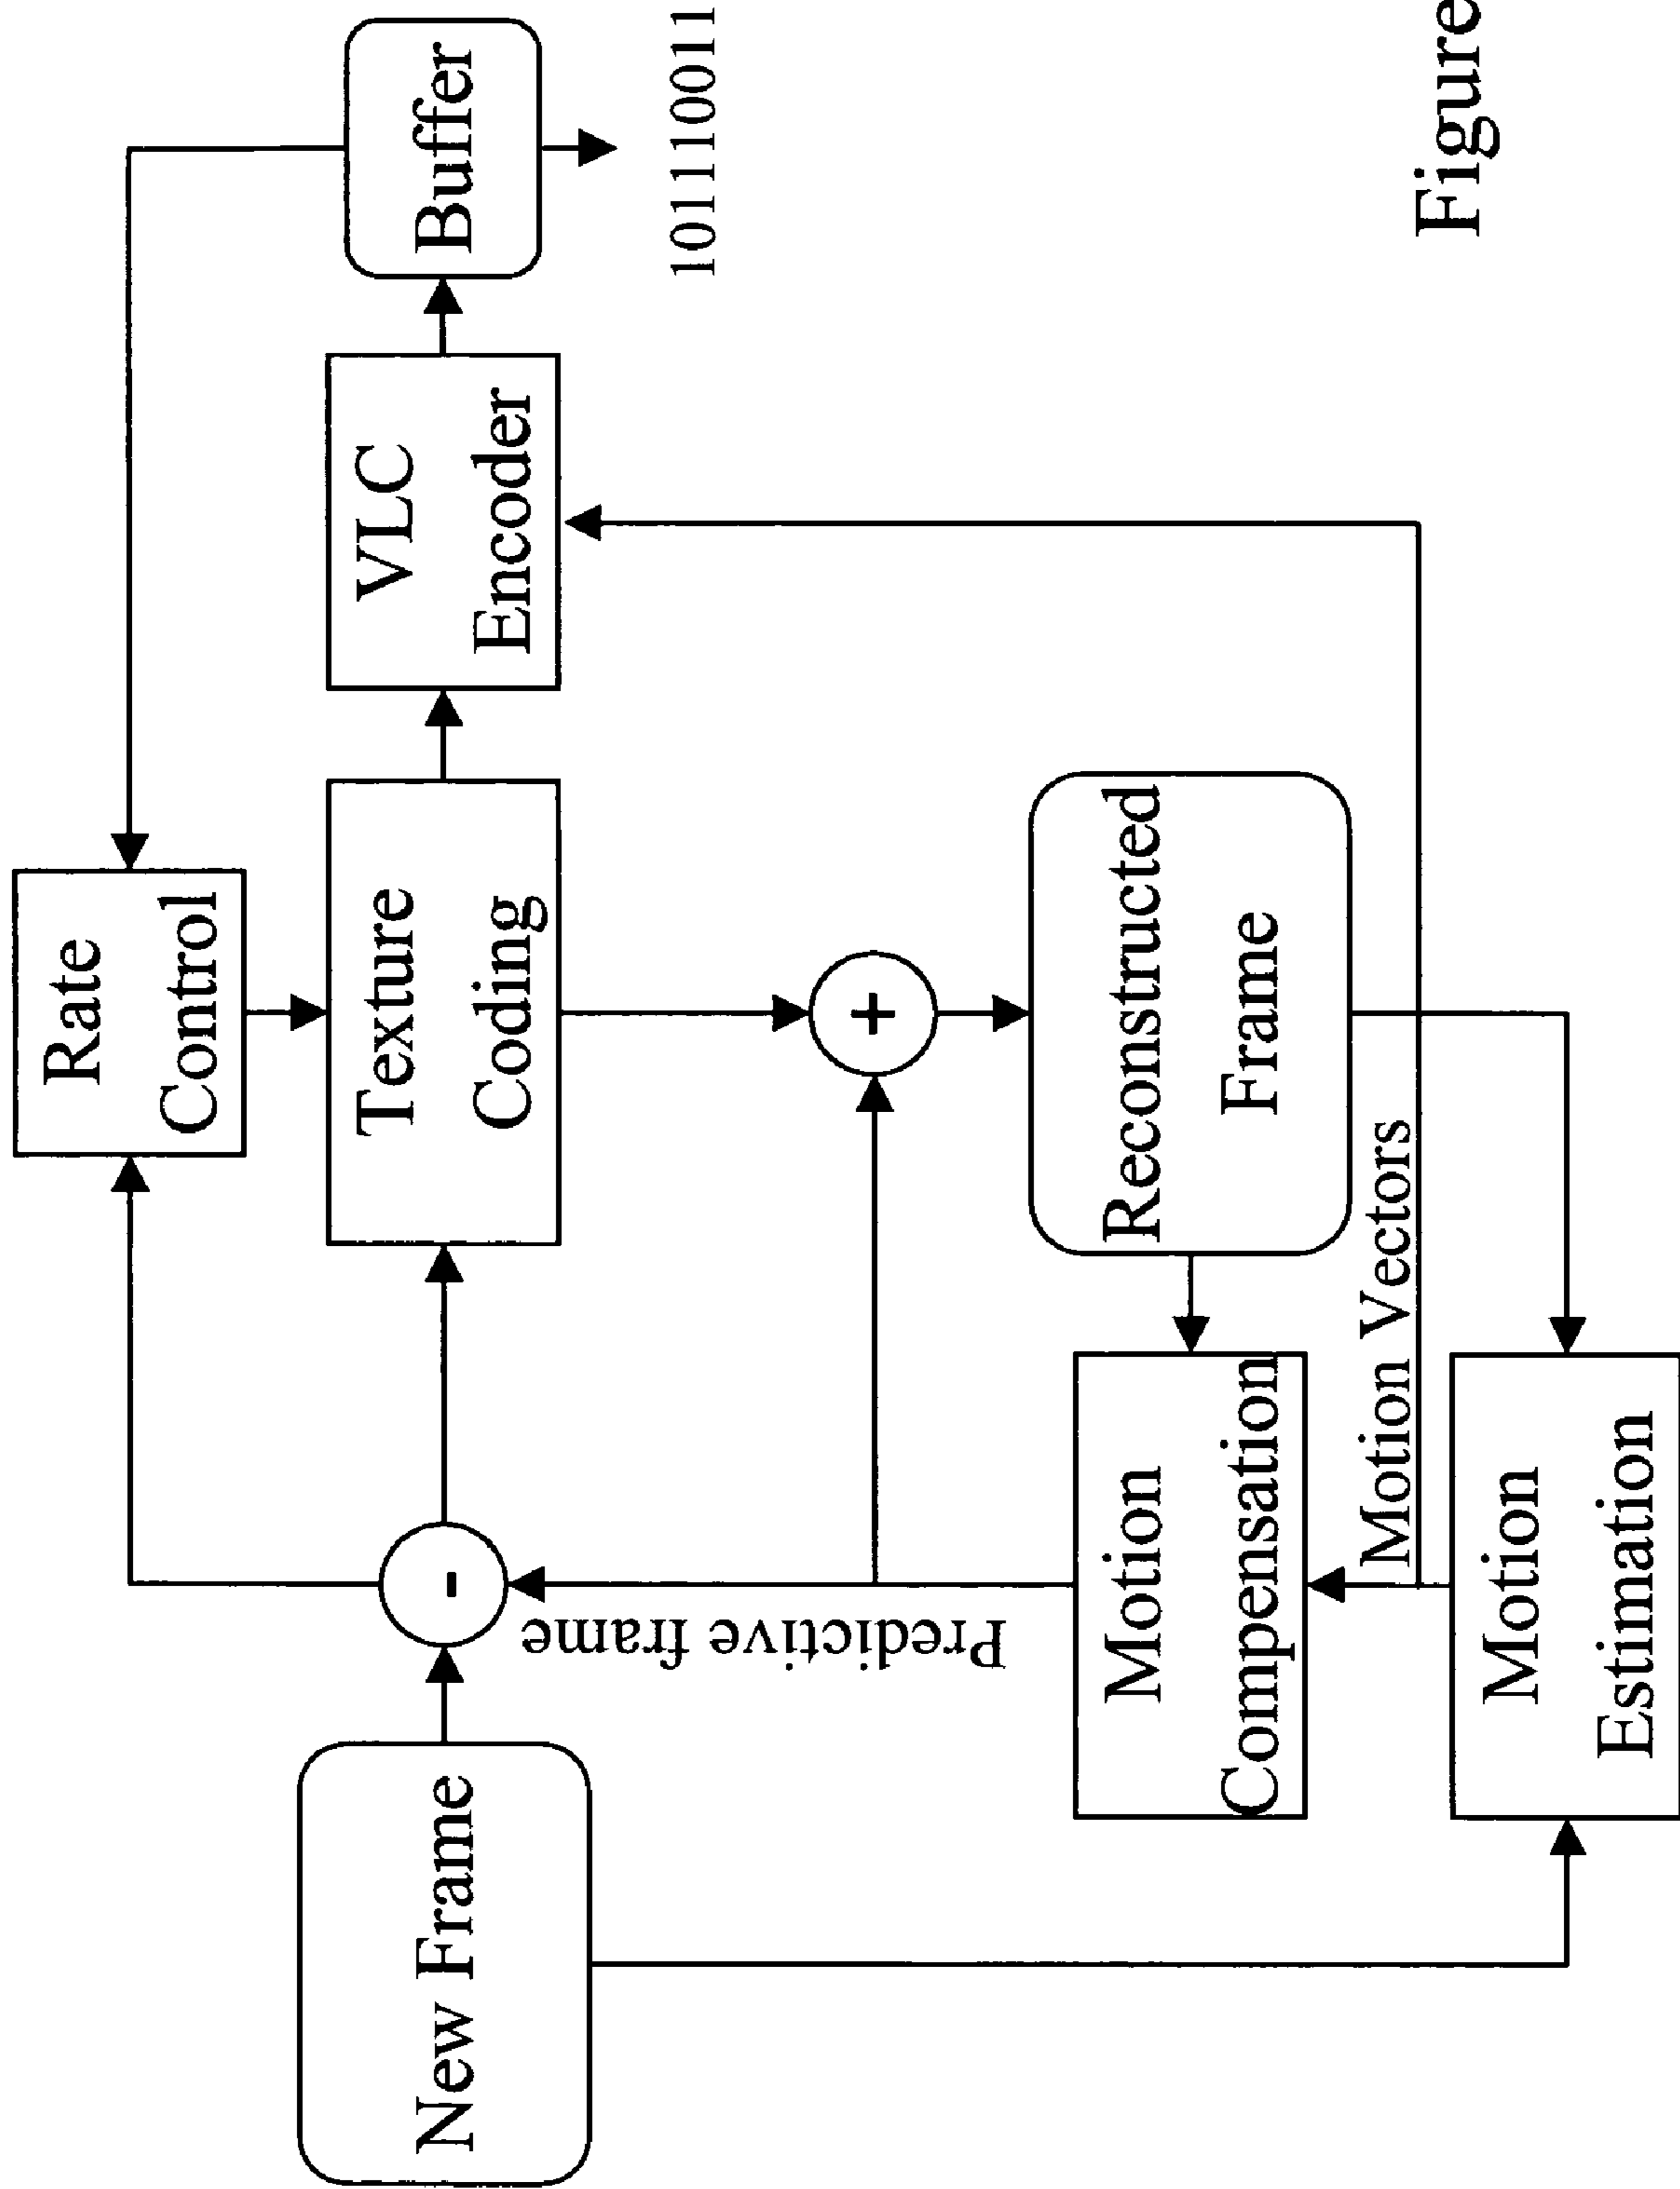 Rate
Control
New Frame
Texture
Coding
VLC
Encoder
Buffer
101110011
Predictive frame
Motion
Compensation
Reconstructed
Frame
Motion Vectors
Motion
Estimation
Figure
-
+